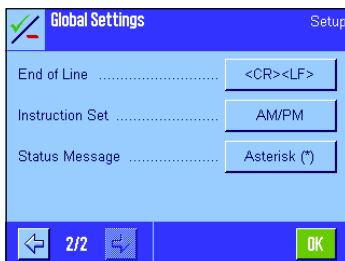 Global Settings Setup
End of Line ............................ <CR><LF>
Instruction Set ........................ AM/PM
Status Message ..................... Asterisk (*)
2/2 OK